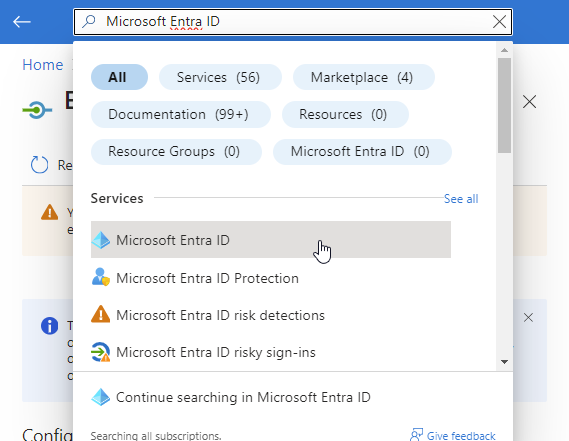 Microsoft Entra ID
Home
All Services (56) Marketplace (4)
Documentation (99+) Resources (0)
Resource Groups (0) Microsoft Entra ID (0)
Services See all
Microsoft Entra ID
Microsoft Entra ID Protection
Microsoft Entra ID risk detections
Microsoft Entra ID risky sign-ins
Continue searching in Microsoft Entra ID
Searching all subscriptions. Give feedback